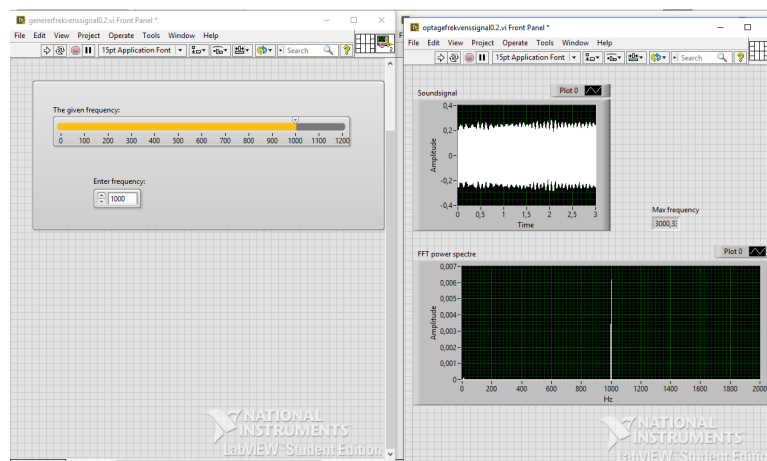 genererfrekvenssignal0.2.vi Front Panel *
File Edit View Project Operate Tools Window Help
15pt Application Font
Search
The given frequency:
0 100 200 300 400 500 600 700 800 900 1000 1100 1200
Enter frequency:
1000
NATIONAL
INSTRUMENTS
LabVIEW Student Edition
optagefrekvenssignal0.2.vi Front Panel *
File Edit View Project Operate Tools Window Help
15pt Application Font
Search
Soundsignal
Plot 0
0,4
0,2
0
-0,2
-0,4
Amplitude
0 0,5 1 1,5 2 2,5 3
Time
Max frequency
3000,3
FFT power spectre
Plot 0
0,007
0,006
0,005
0,004
0,003
0,002
0,001
0
Amplitude
0 200 400 600 800 1000 1200 1400 1600 1800 2000
Hz
NATIONAL
INSTRUMENTS
LabVIEW Student Edition